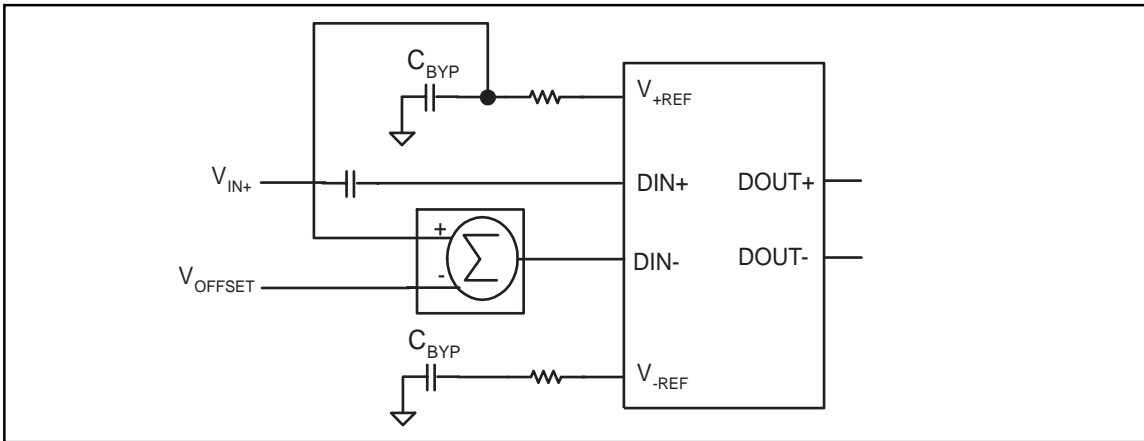 C_BYP
V_+REF
V_IN+
DIN+
DOUT+
+
Σ
DIN-
DOUT-
-
V_OFFSET
C_BYP
V_-REF